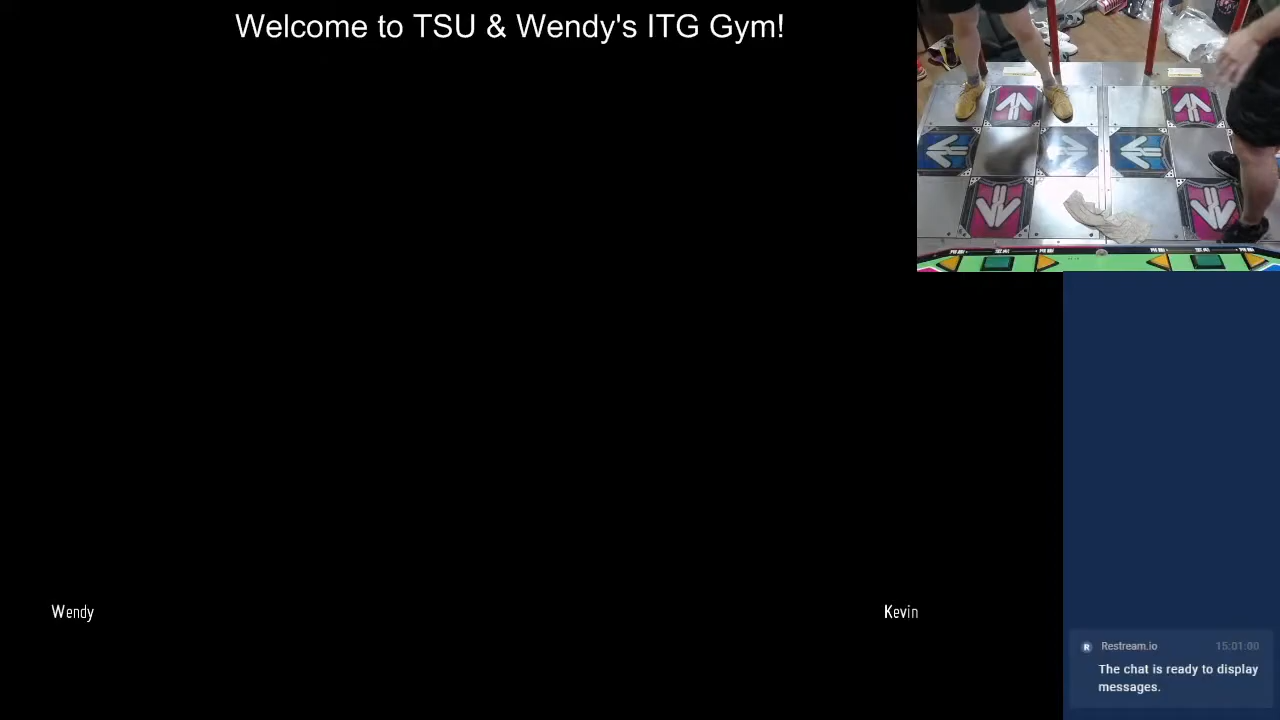 Welcome to TSU & Wendy's ITG Gym!
Wendy
Kevin
R Restream.io 15:01:00
The chat is ready to display
messages.